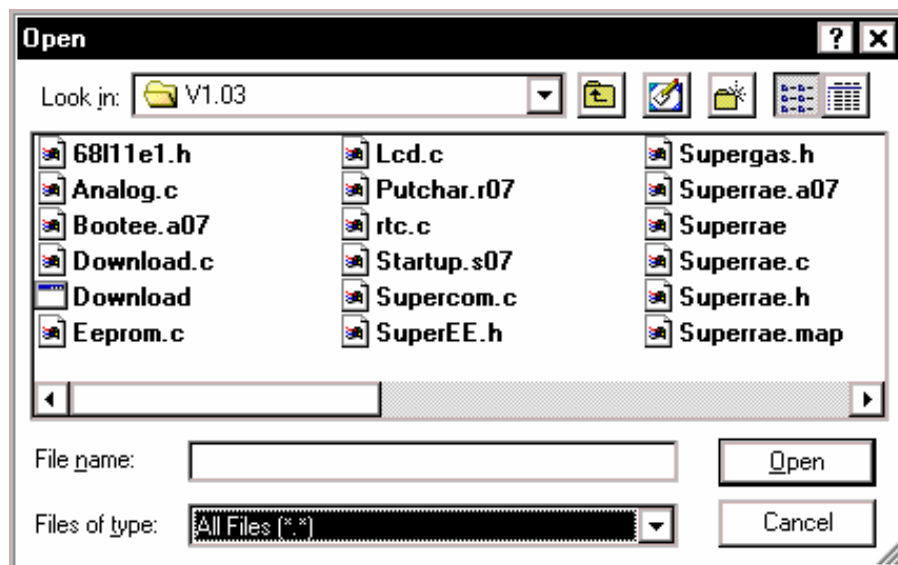 Open
Look in: V1.03
68l11e1.h
Analog.c
Bootee.a07
Download.c
Download
Eeprom.c
Lcd.c
Putchar.r07
rtc.c
Startup.s07
Supercom.c
SuperEE.h
Supergas.h
Superrae.a07
Superrae
Superrae.c
Superrae.h
Superrae.map
File name: Open
Files of type: All Files (*.*) Cancel